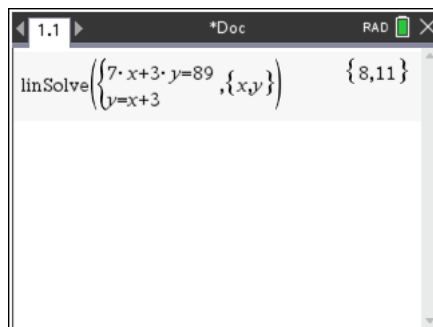 1.1 *Doc RAD
linSolve({7·x+3·y=89
y=x+3 ,{x,y}) {8,11}